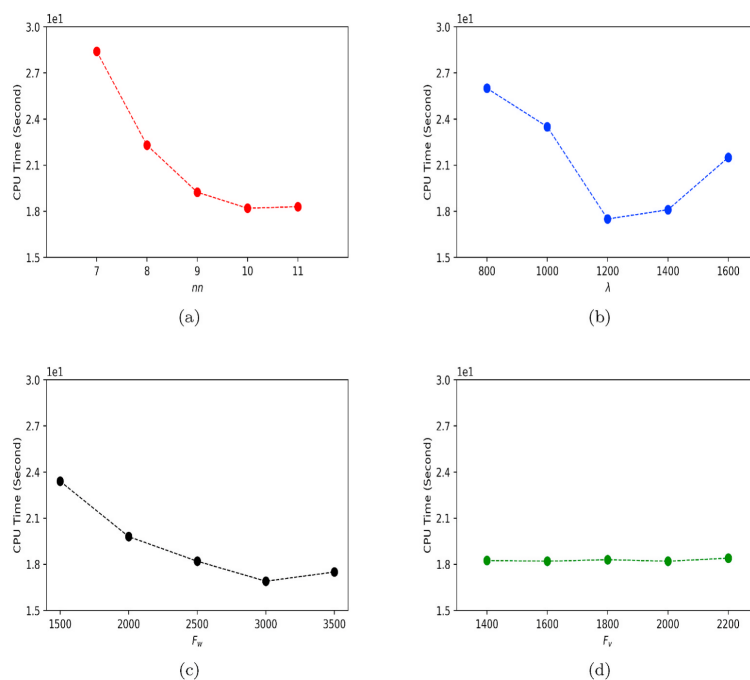 1e1
3.0
2.7
2.4
2.1
1.8
1.5
CPU Time (Second)
7 8 9 10 11
nn
(a)
1e1
3.0
2.7
2.4
2.1
1.8
1.5
CPU Time (Second)
800 1000 1200 1400 1600
λ
(b)
1e1
3.0
2.7
2.4
2.1
1.8
1.5
CPU Time (Second)
1500 2000 2500 3000 3500
F_w
(c)
1e1
3.0
2.7
2.4
2.1
1.8
1.5
CPU Time (Second)
1400 1600 1800 2000 2200
F_v
(d)